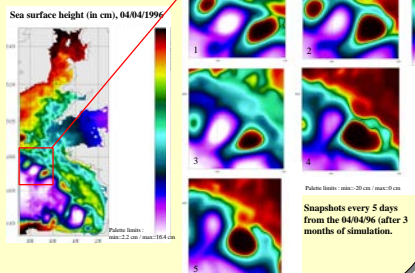 Sea surface height (in cm), 04/04/1996
Palette limits :
min=2.2 cm / max=16.4 cm
1
2
3
4
5
Palette limits : min=-20 cm / max=0 cm
Snapshots every 5 days
from the 04/04/96 (after 3
months of simulation.